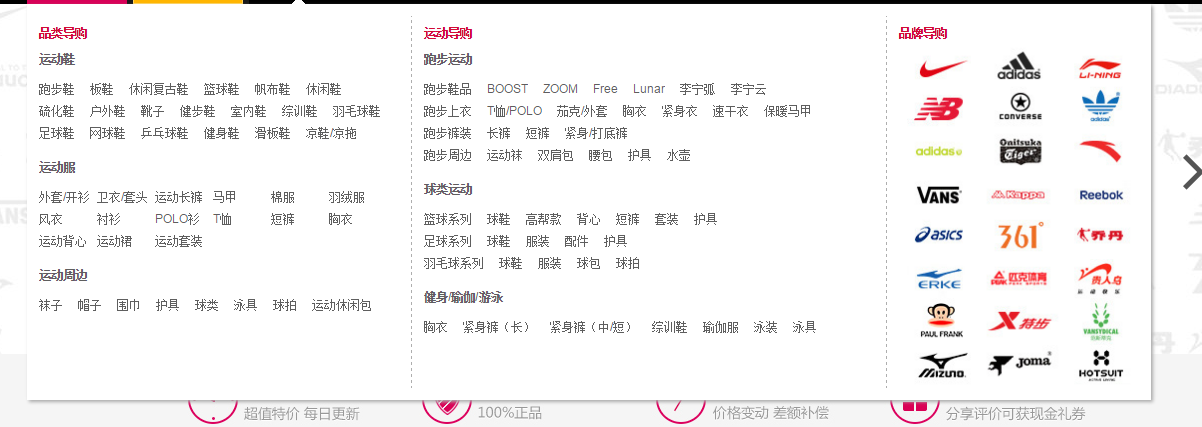 品类导购
运动鞋
跑步鞋 板鞋 休闲复古鞋 篮球鞋 帆布鞋 休闲鞋
硫化鞋 户外鞋 靴子 健步鞋 室内鞋 综训鞋 羽毛球鞋
足球鞋 网球鞋 乒乓球鞋 健身鞋 滑板鞋 凉鞋/凉拖
运动服
外套/开衫 卫衣/套头 运动长裤 马甲 棉服 羽绒服
风衣 衬衫 POLO衫 T恤 短裤 胸衣
运动背心 运动裙 运动套装
运动周边
袜子 帽子 围巾 护具 球类 泳具 球拍 运动休闲包
运动导购
跑步运动
跑步鞋品 BOOST ZOOM Free Lunar 李宁弧 李宁云
跑步上衣 T恤/POLO 茄克/外套 胸衣 紧身衣 速干衣 保暖马甲
跑步裤装 长裤 短裤 紧身/打底裤
跑步周边 运动袜 双肩包 腰包 护具 水壶
球类运动
篮球系列 球鞋 高帮款 背心 短裤 套装 护具
足球系列 球鞋 服装 配件 护具
羽毛球系列 球鞋 服装 球包 球拍
健身/瑜伽/游泳
胸衣 紧身裤（长） 紧身裤（中/短） 综训鞋 瑜伽服 泳装 泳具
品牌导购
adidas LI-NING
NB CONVERSE adidas
adidas Onitsuka Tiger
VANS Kappa Reebok
asics 361° 乔丹
ERKE PEAK 匹克体育 贵人鸟
PAUL FRANK 特步 VANSYDICAL
MIZUNO JOMA HOTSUIT
超值特价 每日更新 100%正品 价格变动 差额补偿 分享评价可获现金礼券